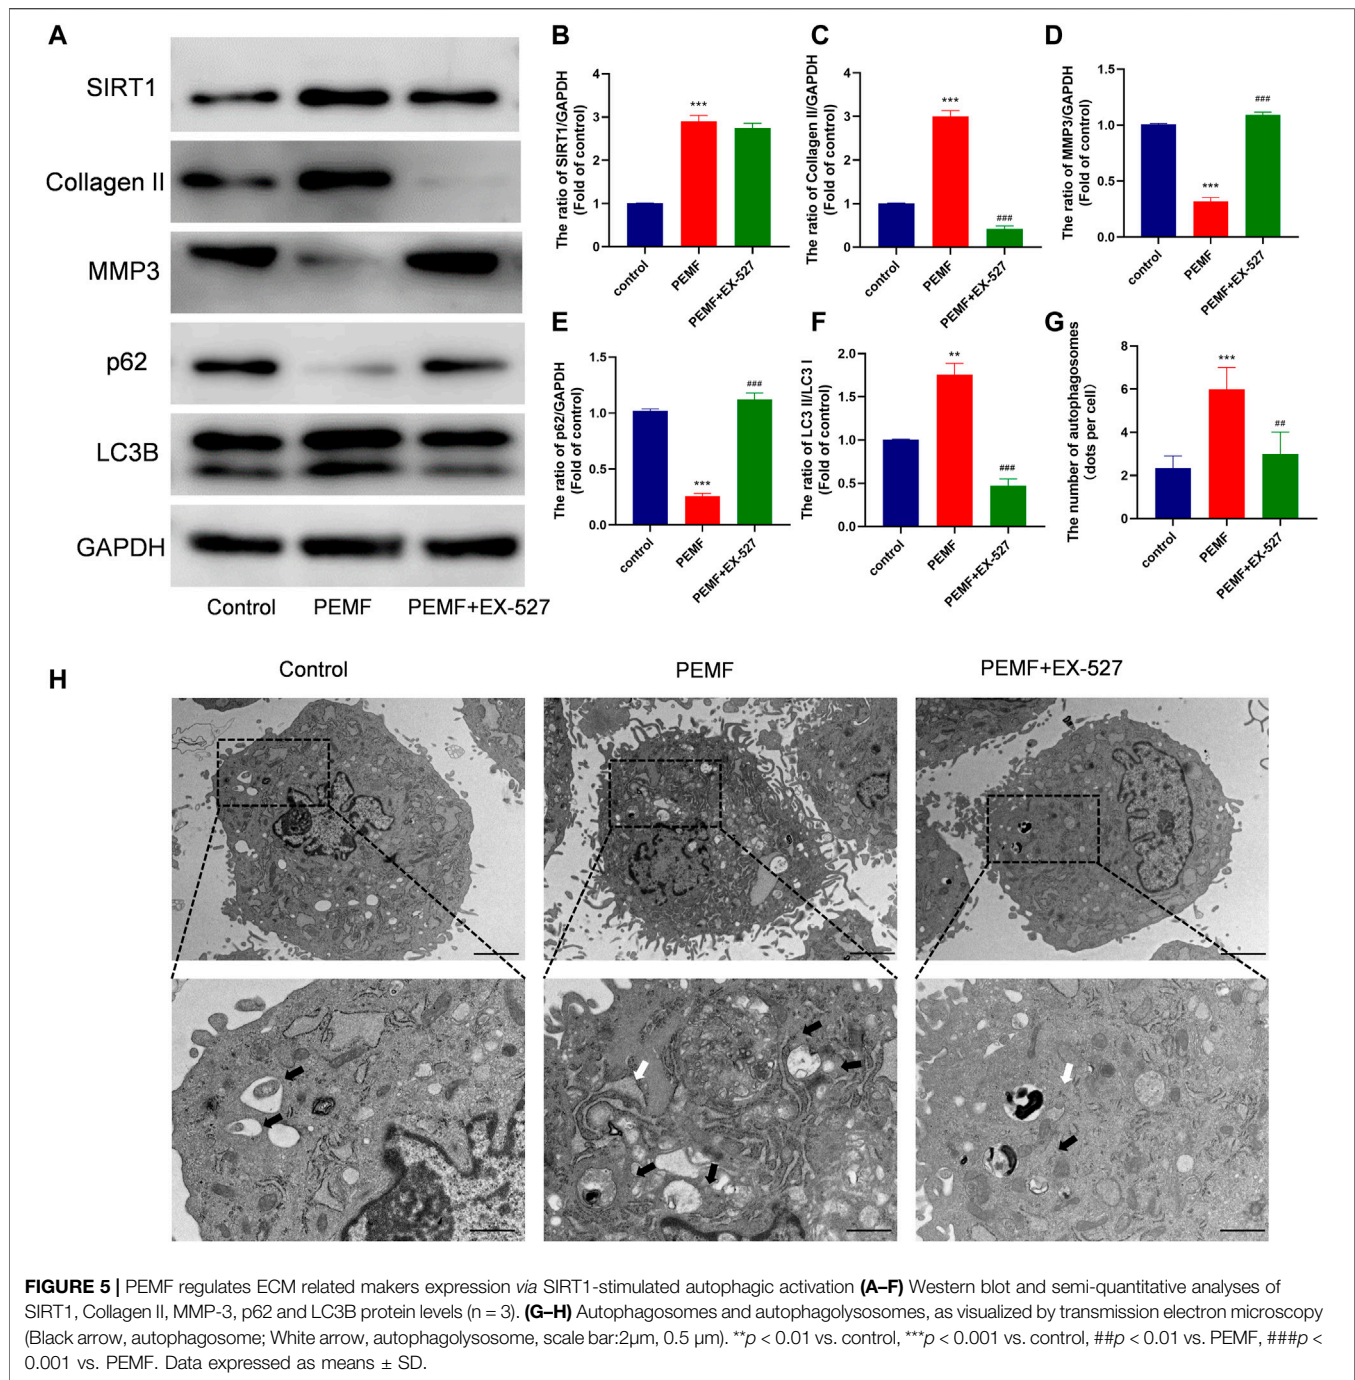 A
SIRT1
Collagen II
MMP3
p62
LC3B
GAPDH
Control PEMF PEMF+EX-527
B
The ratio of SIRT1/GAPDH
(Fold of control)
4
3
2
1
0
control
PEMF
PEMF+EX-527
***
C
The ratio of Collagen II/GAPDH
(Fold of control)
4
3
2
1
0
control
PEMF
PEMF+EX-527
***
###
D
The ratio of MMP3/GAPDH
(Fold of control)
1.5
1.0
0.5
0.0
control
PEMF
PEMF+EX-527
***
###
E
The ratio of p62/GAPDH
(Fold of control)
1.5
1.0
0.5
0.0
control
PEMF
PEMF+EX-527
***
###
F
The ratio of LC3 II/LC3 I
(Fold of control)
2.0
1.5
1.0
0.5
0.0
control
PEMF
PEMF+EX-527
**
###
G
The number of autophagosomes
(dots per cell)
8
6
4
2
0
Control
PEMF
PEMF+EX-527
***
##
H
Control PEMF PEMF+EX-527
FIGURE 5 | PEMF regulates ECM related makers expression via SIRT1-stimulated autophagic activation (A–F) Western blot and semi-quantitative analyses of
SIRT1, Collagen II, MMP-3, p62 and LC3B protein levels (n = 3). (G–H) Autophagosomes and autophagolysosomes, as visualized by transmission electron microscopy
(Black arrow, autophagosome; White arrow, autophagolysosome, scale bar:2μm, 0.5 μm). **p < 0.01 vs. control, ***p < 0.001 vs. control, ##p < 0.01 vs. PEMF, ###p <
0.001 vs. PEMF. Data expressed as means ± SD.